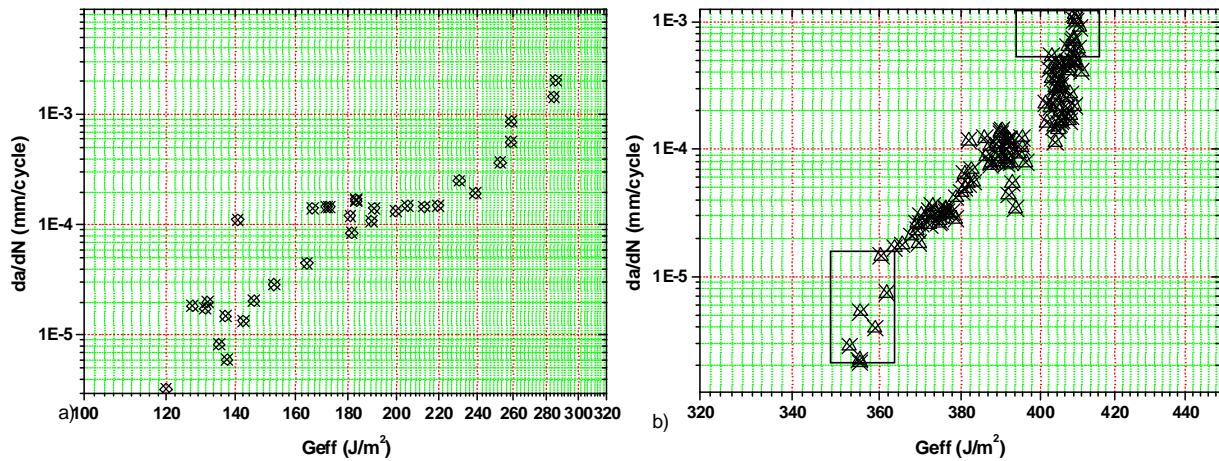 1E-3
1E-4
1E-5
da/dN (mm/cycle)
a)
100 120 140 160 180 200 220 240 260 280 300 320
Geff (J/m²)
1E-3
1E-4
1E-5
da/dN (mm/cycle)
b)
320 340 360 380 400 420 440
Geff (J/m²)